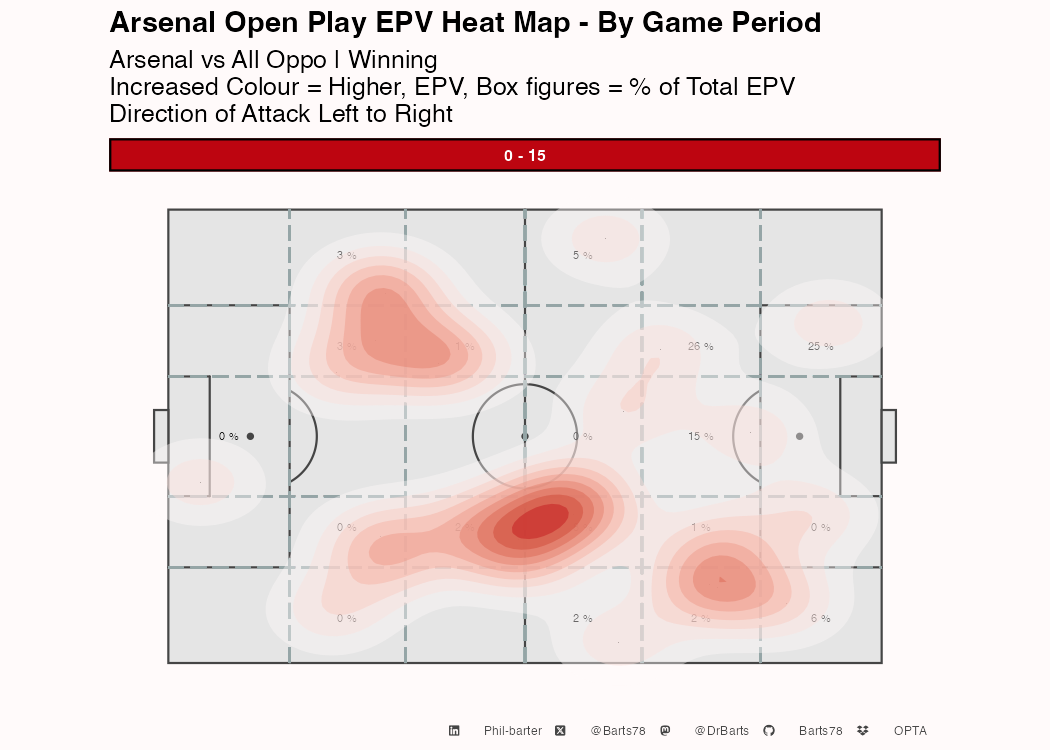 Arsenal Open Play EPV Heat Map - By Game Period
Arsenal vs All Oppo | Winning
Increased Colour = Higher, EPV, Box figures = % of Total EPV
Direction of Attack Left to Right
0 - 15
3 % 5 %
3 % 1 % 26 % 25 %
0 % 0 % 15 %
0 % 1 % 0 %
0 % 2 % 2 % 6 %
Phil-barter @Barts78 @DrBarts Barts78 OPTA